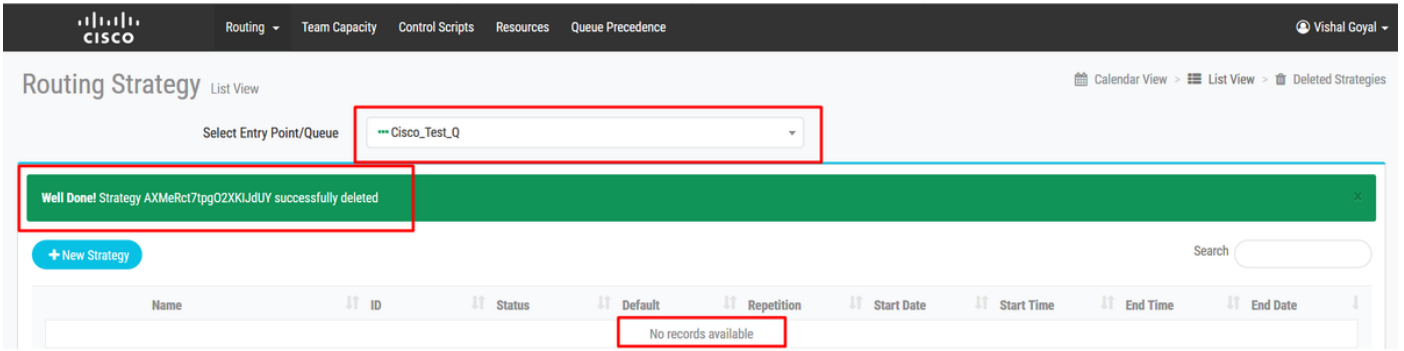 CISCO
Routing Team Capacity Control Scripts Resources Queue Precedence Vishal Goyal
Routing Strategy List View Calendar View > List View > Deleted Strategies
Select Entry Point/Queue Cisco_Test_Q
Well Done! Strategy AXMeRct7tpgO2XKIJdUY successfully deleted x
+ New Strategy Search
Name ID Status Default Repetition Start Date Start Time End Time End Date
No records available